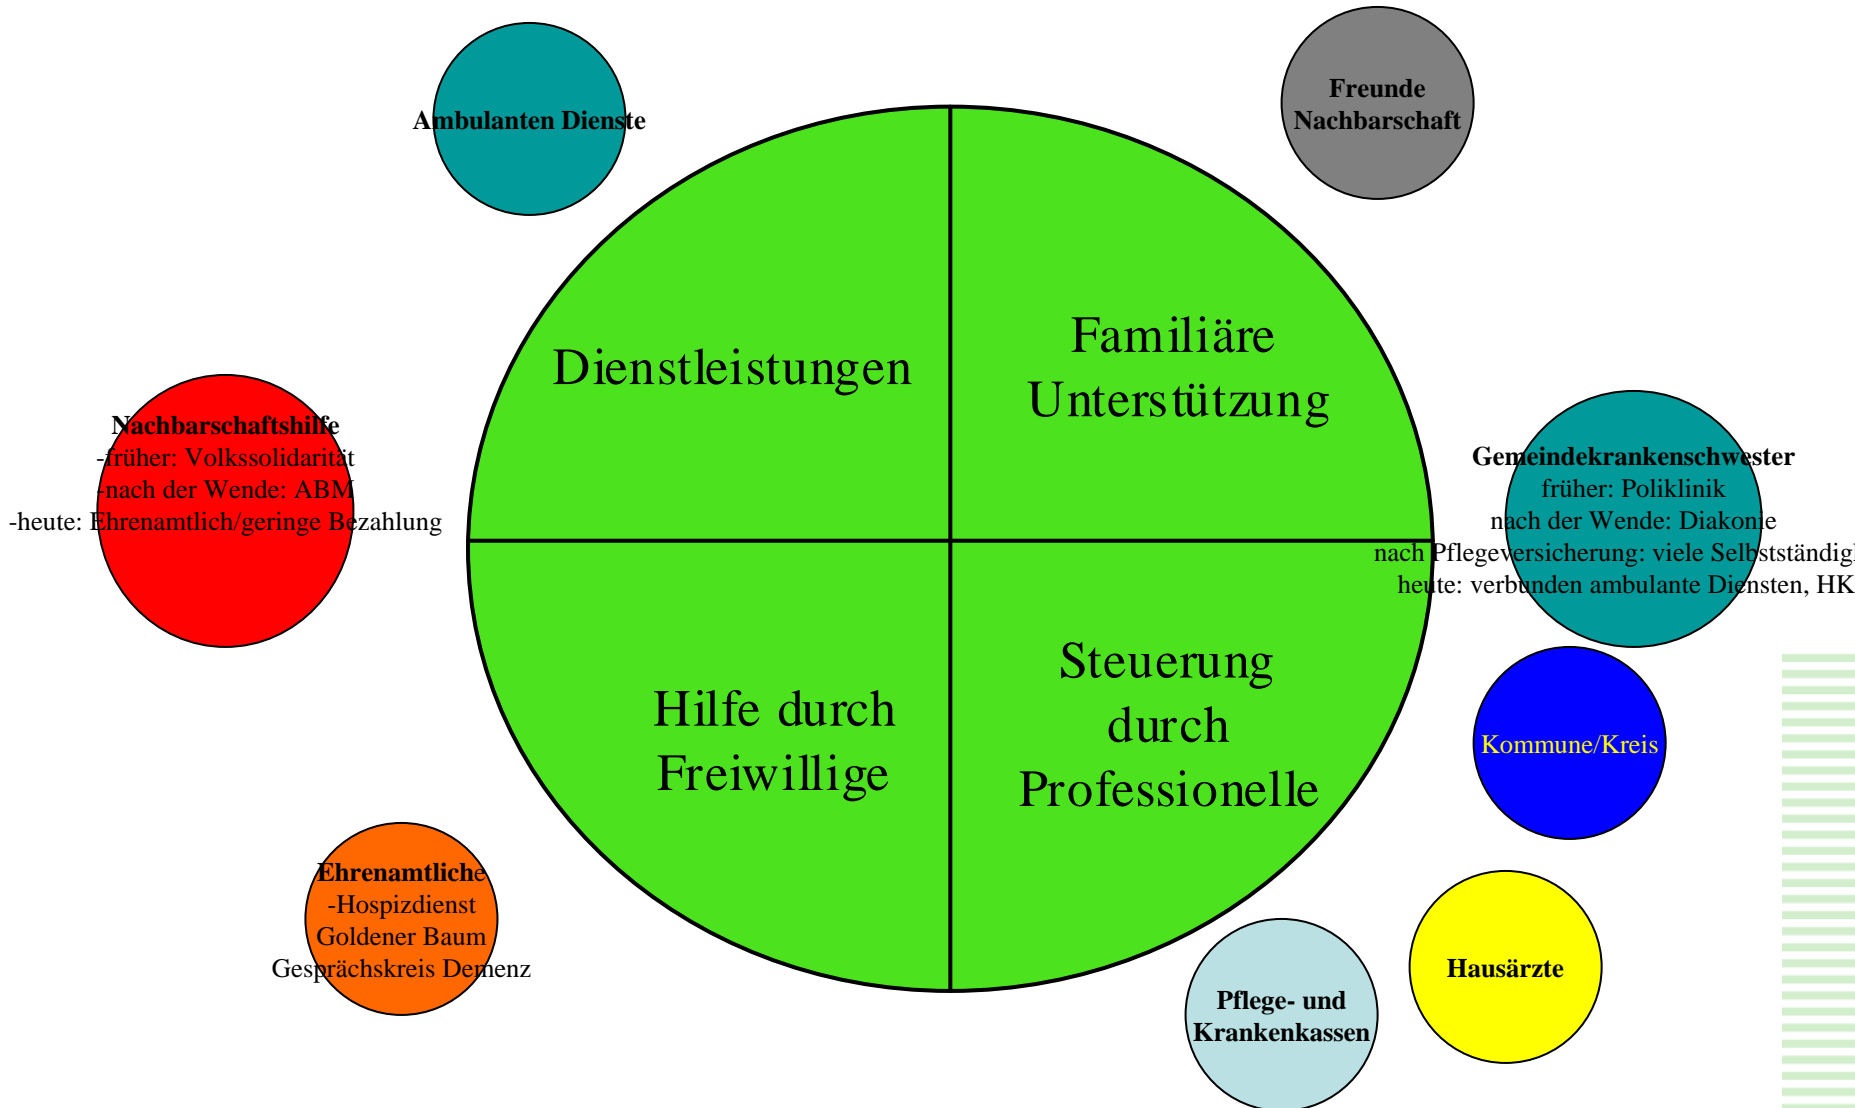 Ambulanten Dienste
Freunde
Nachbarschaft
Dienstleistungen
Familiäre
Unterstützung
Nachbarschaftshilfe
-früher: Volkssolidarität
-nach der Wende: ABM
-heute: Ehrenamtlich/geringe Bezahlung
Gemeindekrankenschwester
früher: Poliklinik
nach der Wende: Diakonie
nach Pflegeversicherung: viele
heute: verbunden ambulante Diensten,
Hilfe durch
Freiwillige
Steuerung
durch
Professionelle
Kommune/Kreis
Ehrenamtliche
-Hospizdienst
Goldener Baum
Gesprächskreis Demenz
Hausärzte
Pflege- und
Krankenkassen